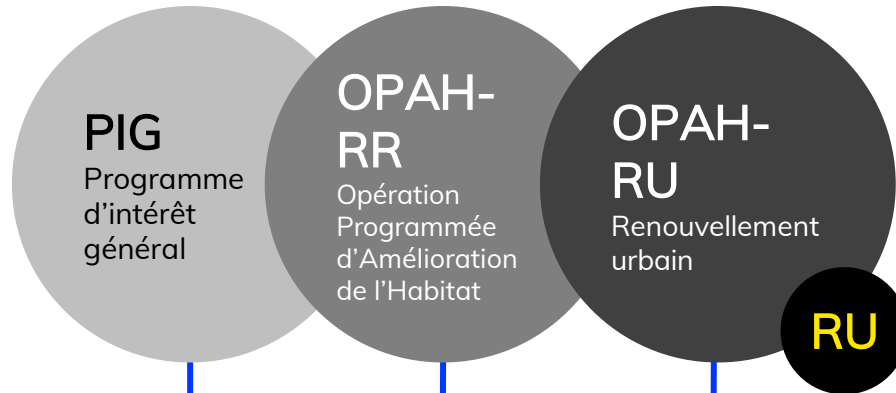 PIG
Programme
d'intérêt
général
OPAH-
RR
Opération
Programmée
d'Amélioration
de l'Habitat
OPAH-
RU
Renouvellement
urbain
RU